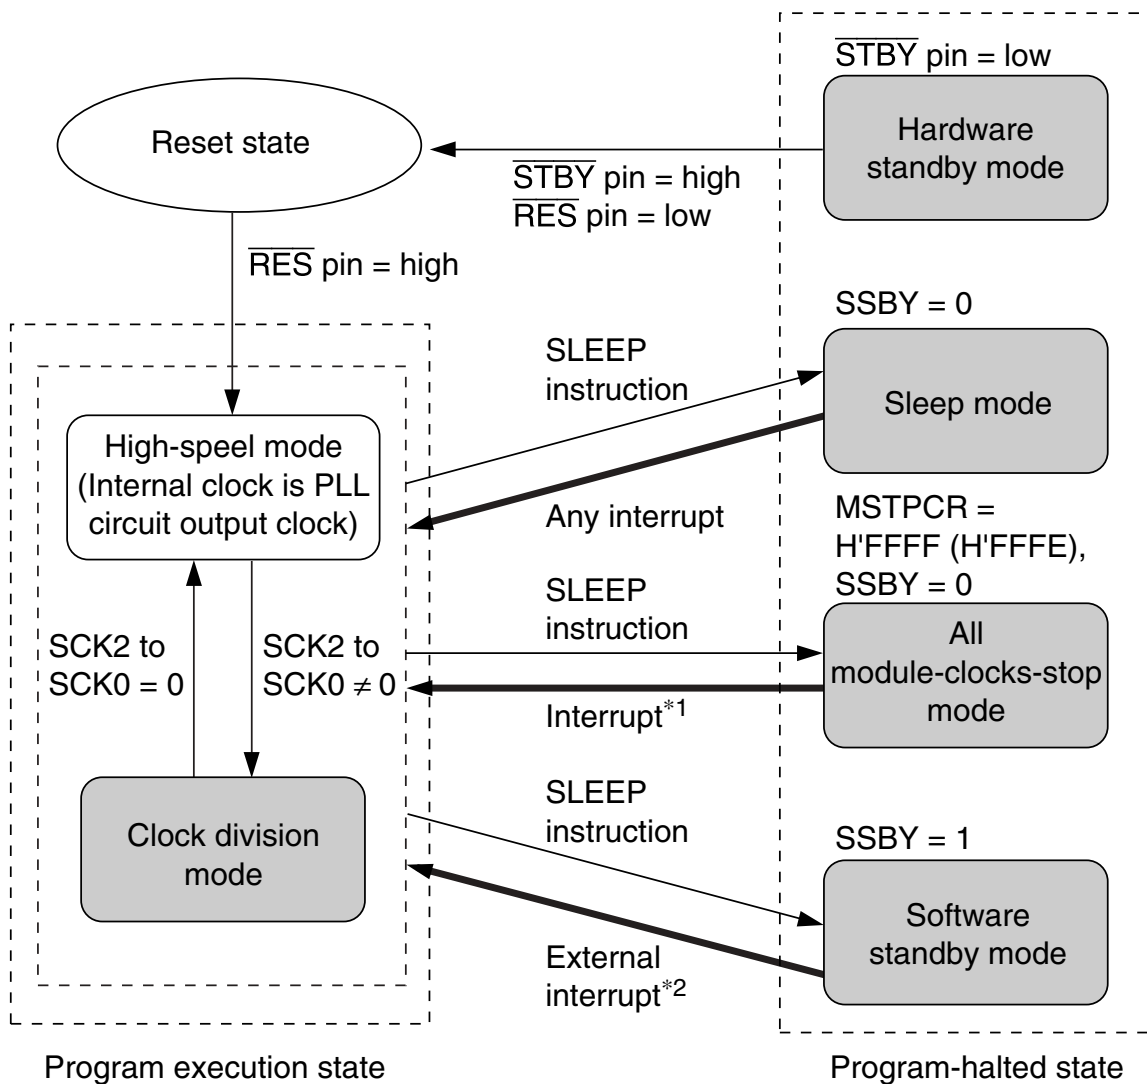 STBY pin = low
Hardware
standby mode
Reset state
STBY pin = high
RES pin = low
RES pin = high
SSBY = 0
Sleep mode
SLEEP
instruction
Any interrupt
High-speel mode
(Internal clock is PLL
circuit output clock)
MSTPCR =
H'FFFF (H'FFFE),
SSBY = 0
All
module-clocks-stop
mode
SLEEP
instruction
Interrupt*1
SCK2 to
SCK0 = 0
SCK2 to
SCK0 ≠ 0
Clock division
mode
SLEEP
instruction
External
interrupt*2
SSBY = 1
Software
standby mode
Program execution state
Program-halted state